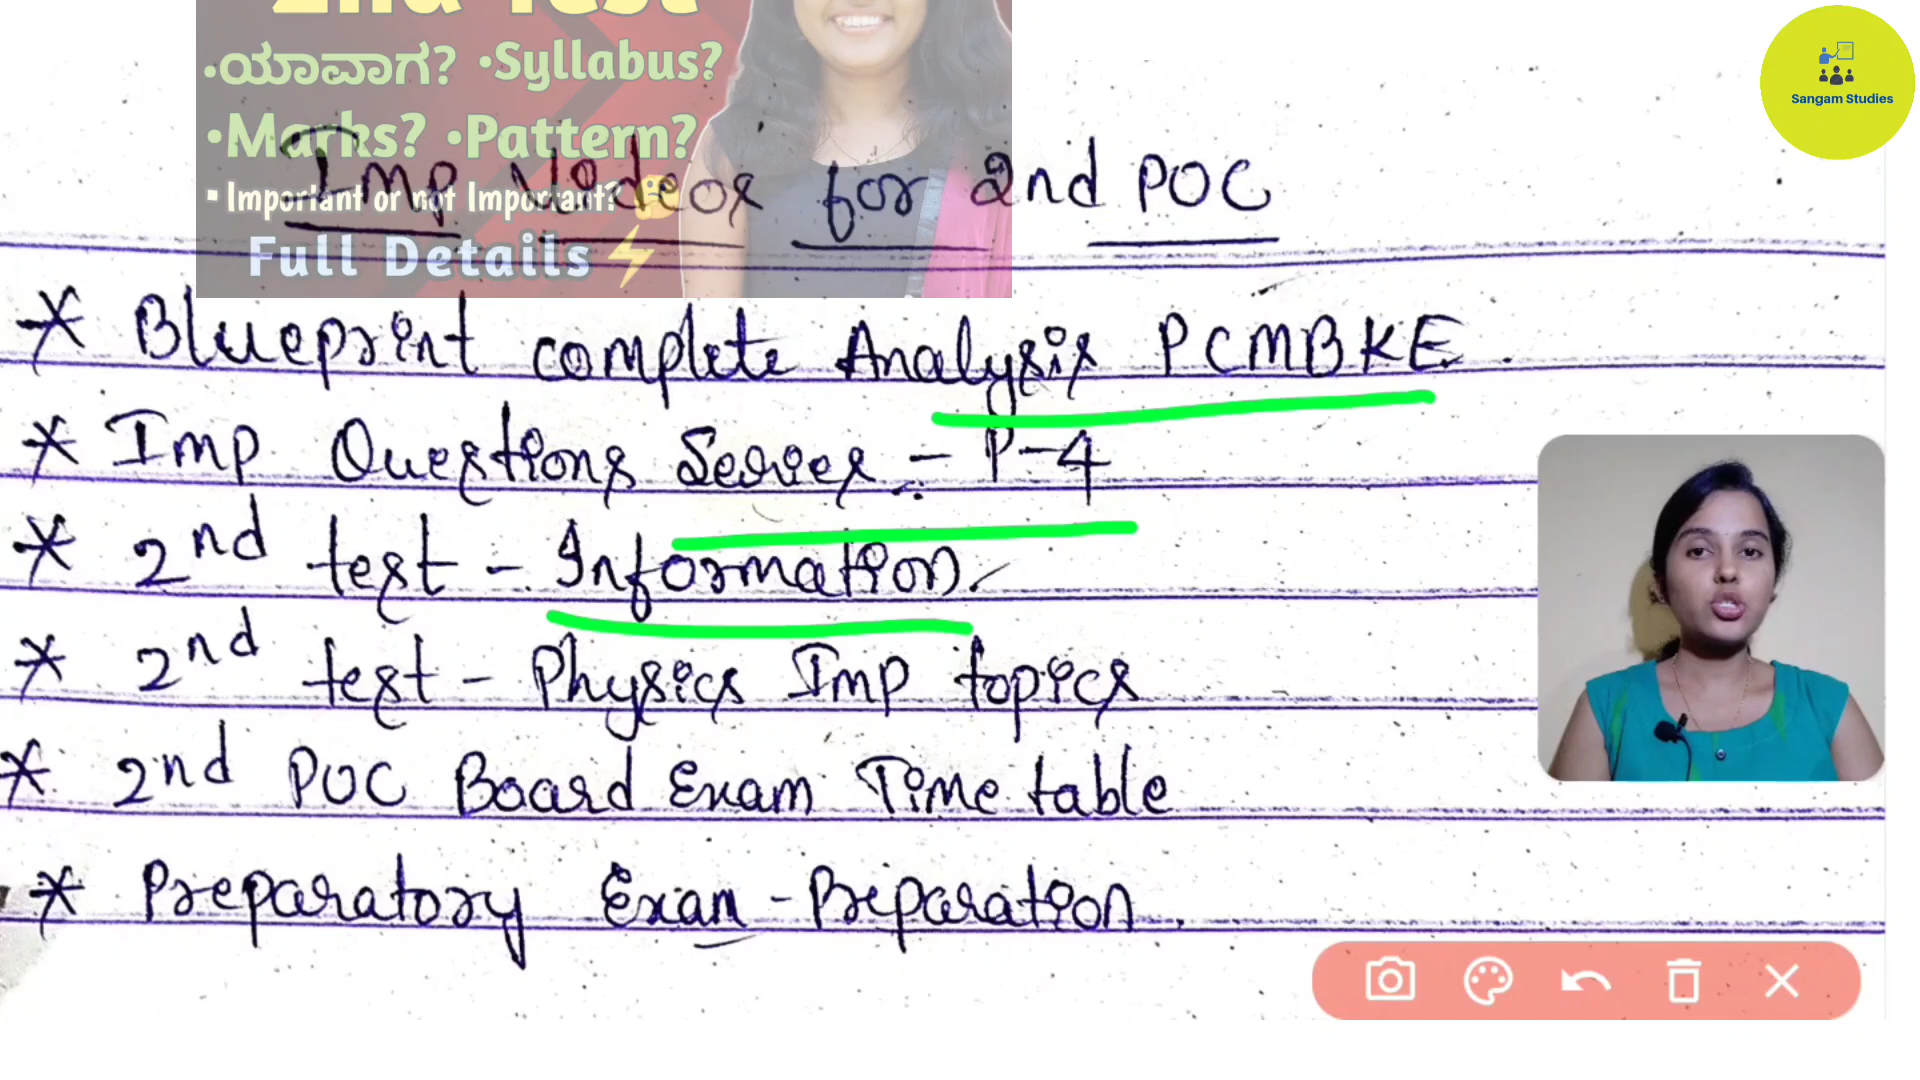 2nd Test
•ಯಾವಾಗ? •Syllabus?
•Marks? •Pattern?
▪ Important or not Important? 🤔
Full Details ⚡
Sangam Studies
Imp Videos for 2nd POC
* Blueprint complete Analysis PCMBKE.
* Imp Questions Series - P-4
* 2nd test - Information.
* 2nd test - Physics Imp topics
* 2nd POC Board Exam Time table
* Preparatory Exam - Preparation.